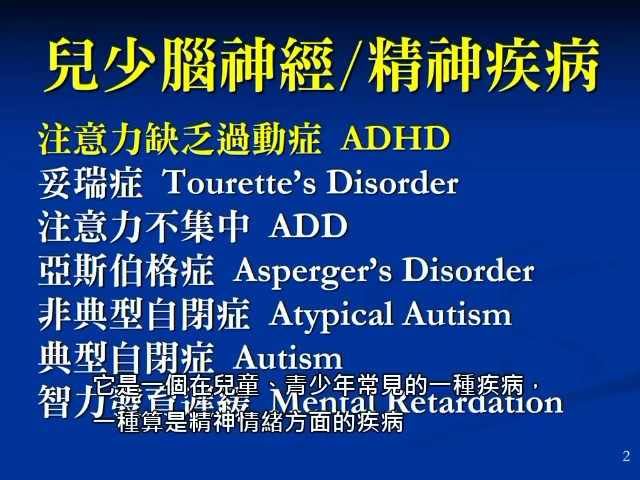 兒少腦神經/精神疾病
注意力缺乏過動症 ADHD
妥瑞症 Tourette's Disorder
注意力不集中 ADD
亞斯伯格症 Asperger's Disorder
非典型自閉症 Atypical Autism
典型自閉症 Autism
它是一個在兒童、青少年常見的一種疾病，
智力發育遲緩 Mental Retardation
一種算是精神情緒方面的疾病
2